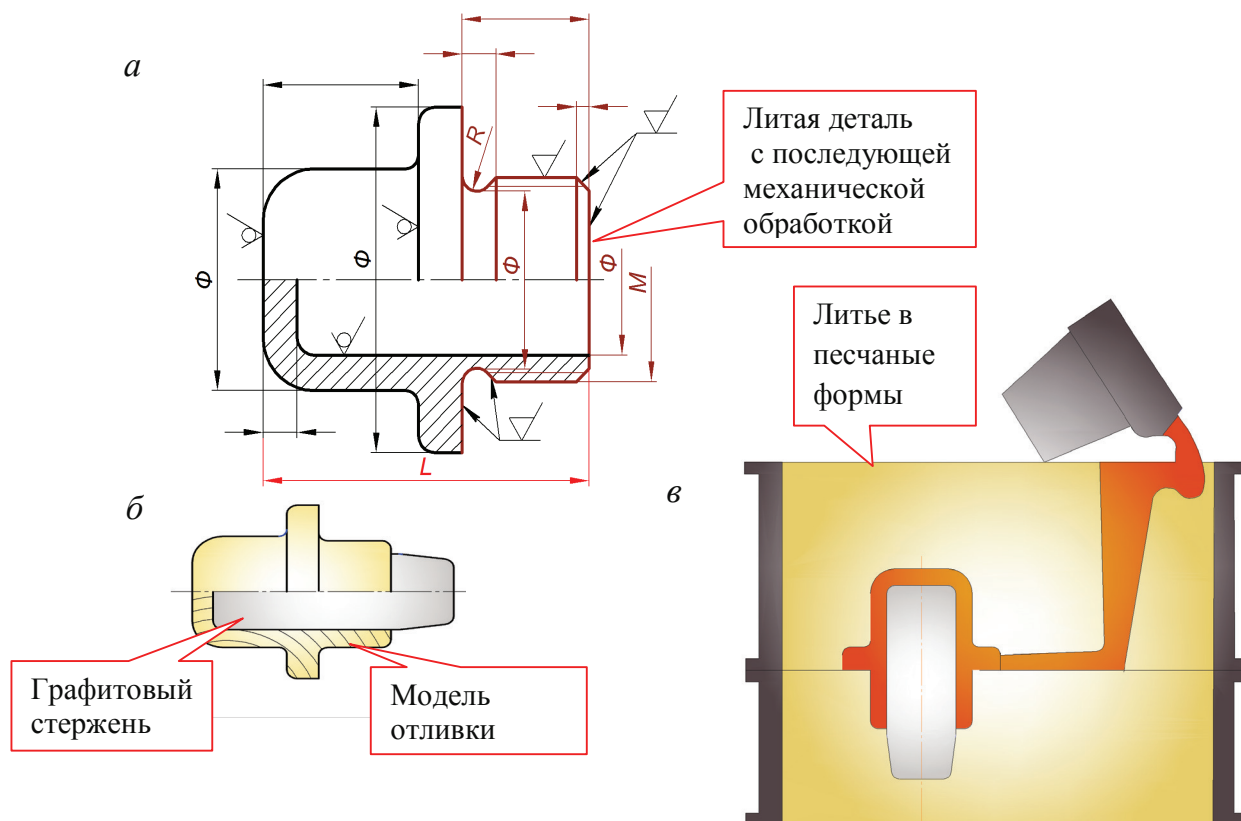 а
R
Ф
Ф
Ф
Ф
М
L
Литая деталь
с последующей
механической
обработкой
Литье в
песчаные
формы
б
в
Графитовый
стержень
Модель
отливки